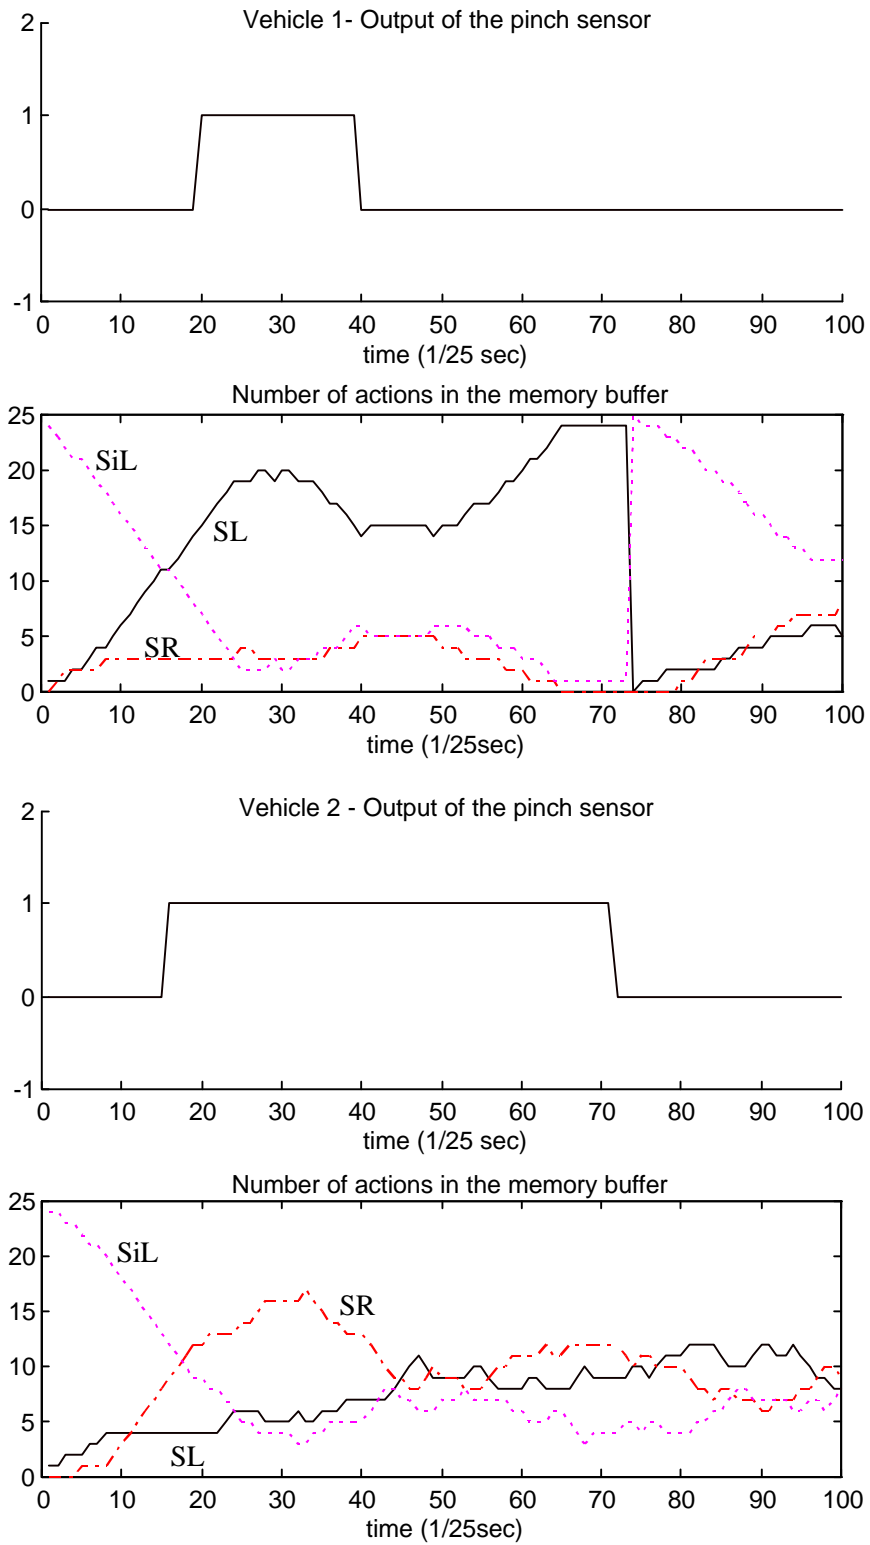 Vehicle 1- Output of the pinch sensor
2
1
0
-1
0 10 20 30 40 50 60 70 80 90 100
time (1/25 sec)
Number of actions in the memory buffer
25
20
15
10
5
0
SiL
SL
SR
0 10 20 30 40 50 60 70 80 90 100
time (1/25sec)
Vehicle 2 - Output of the pinch sensor
2
1
0
-1
0 10 20 30 40 50 60 70 80 90 100
time (1/25 sec)
Number of actions in the memory buffer
25
20
15
10
5
0
SiL
SR
SL
0 10 20 30 40 50 60 70 80 90 100
time (1/25sec)